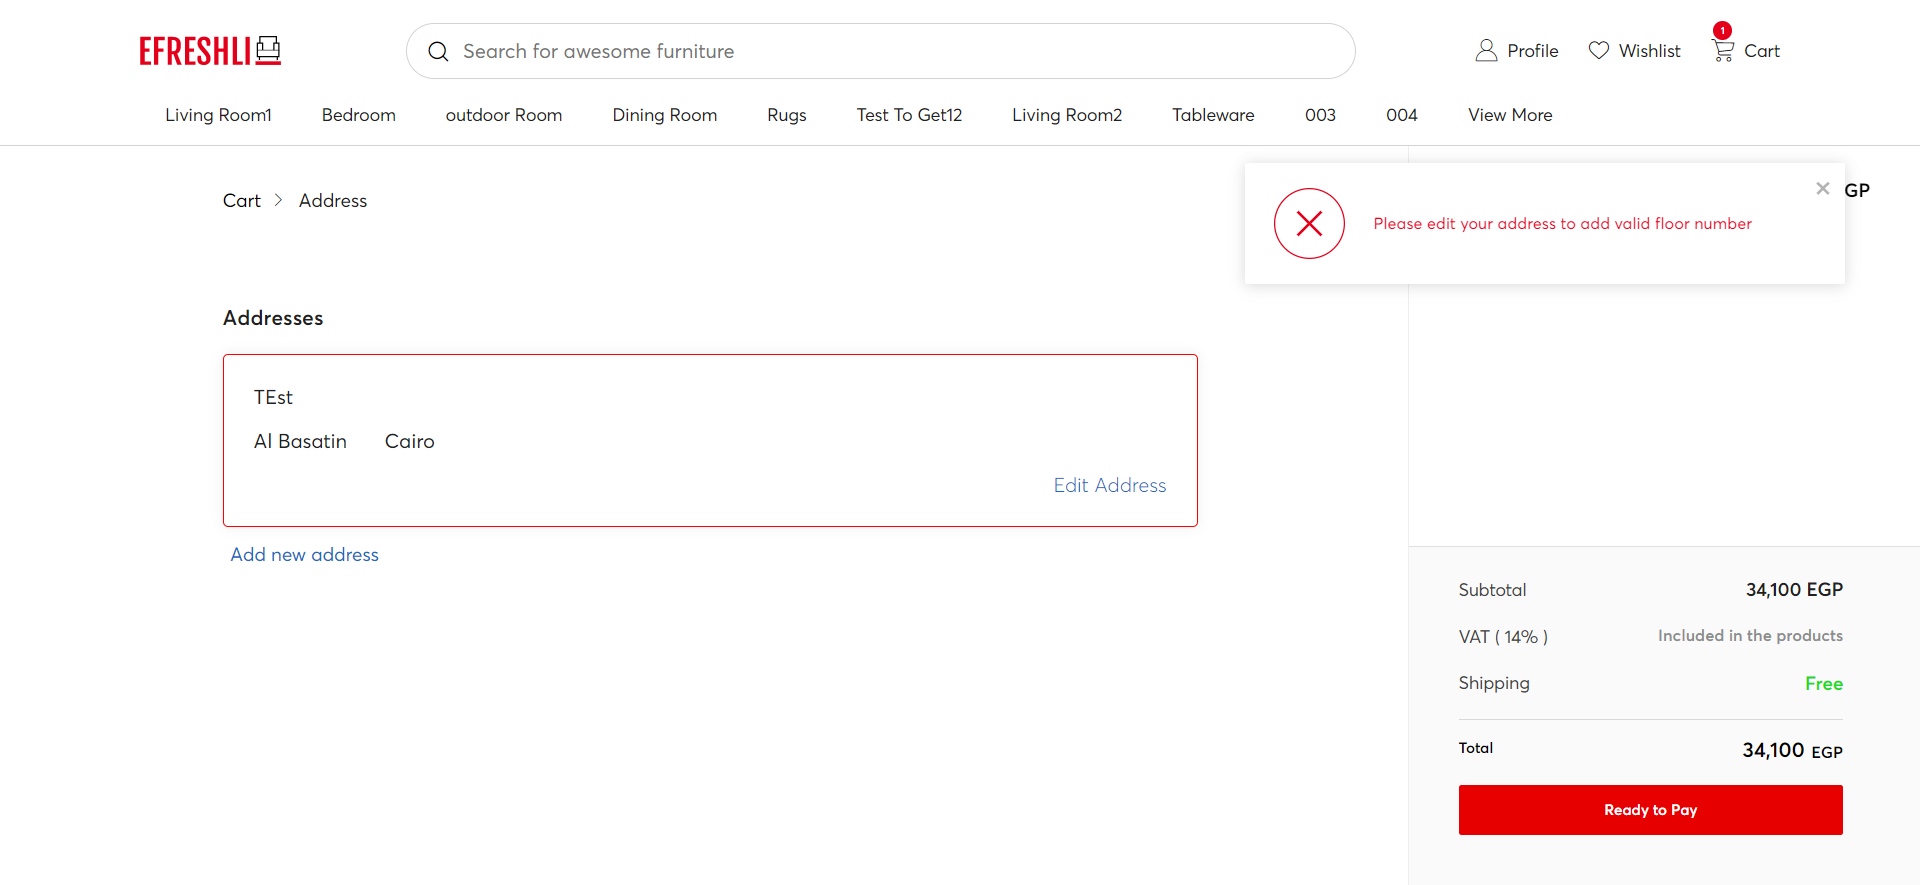 EFRESHLI
Search for awesome furniture
Profile
Wishlist
1
Cart
Living Room1 Bedroom outdoor Room Dining Room Rugs Test To Get12 Living Room2 Tableware 003 004 View More
Cart > Address
GP
Please edit your address to add valid floor number
Addresses
TEst
Al Basatin Cairo
Edit Address
Add new address
Subtotal 34,100 EGP
VAT ( 14% ) Included in the products
Shipping Free
Total 34,100 EGP
Ready to Pay